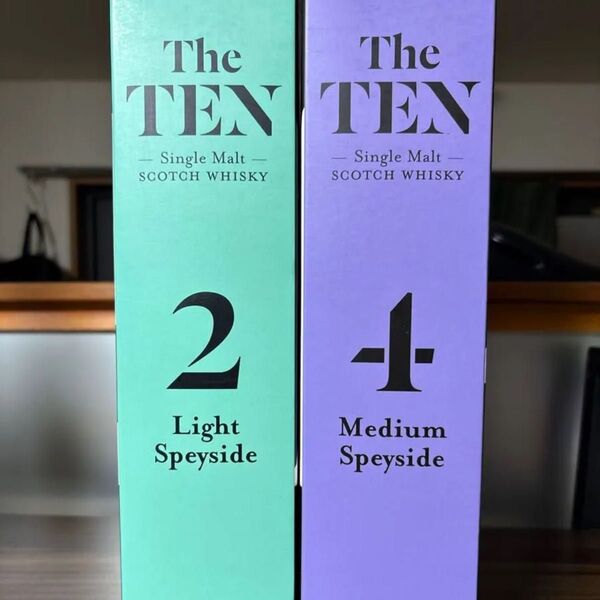 The
TEN
— Single Malt —
SCOTCH WHISKY
2
Light
Speyside
The
TEN
— Single Malt —
SCOTCH WHISKY
4
Medium
Speyside